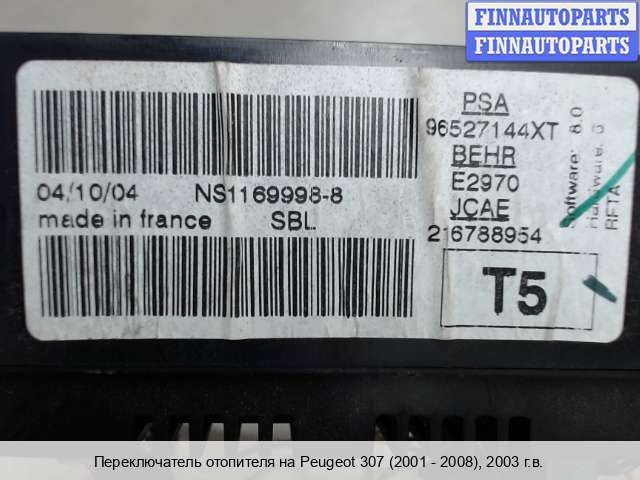 FINNAUTOPARTS
FINNAUTOPARTS
04/10/04 NS1169998-8
made in france SBL
PSA
96527144XT
BEHR
E2970
JCAE
216788954
T5
Software: 8.0
Hardware: 5
RFTA
Переключатель отопителя на Peugeot 307 (2001 - 2008), 2003 г.в.